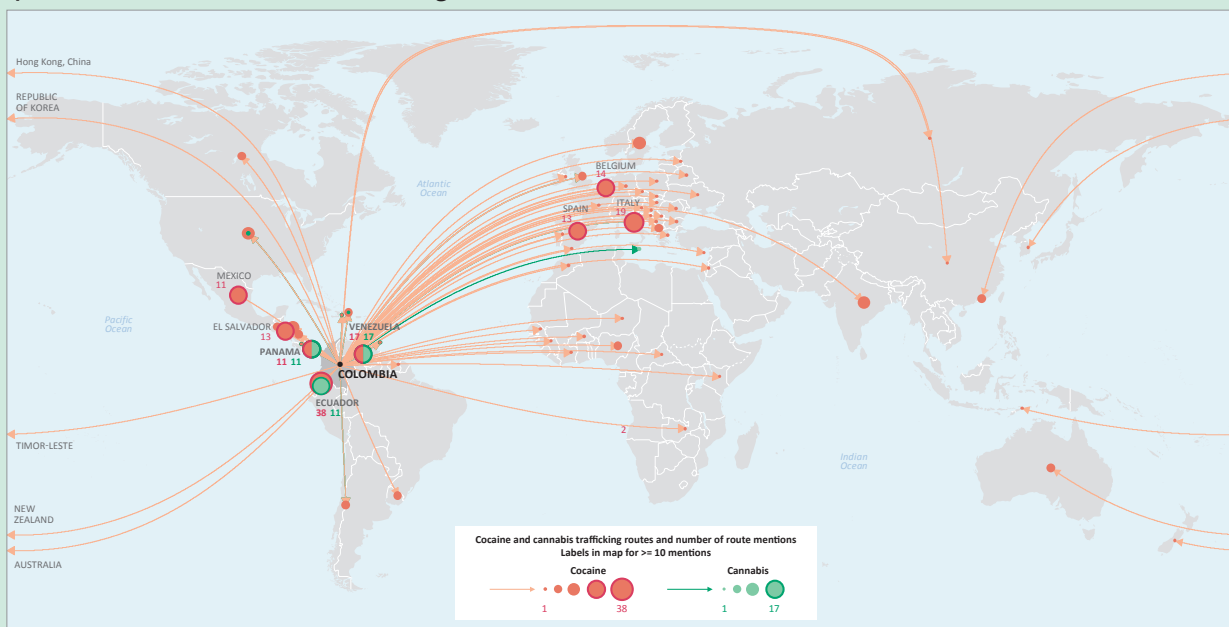 Hong Kong, China
REPUBLIC
OF KOREA
Atlantic
Ocean
BELGIUM
14
SPAIN
13
ITALY
19
MEXICO
11
Pacific
Ocean
EL SALVADOR
13
VENEZUELA
17 17
PANAMA
11 11
COLOMBIA
ECUADOR
38 11
2
TIMOR-LESTE
Indian
Ocean
NEW
ZEALAND
AUSTRALIA
Cocaine and cannabis trafficking routes and number of route mentions
Labels in map for >= 10 mentions
Cocaine Cannabis
1 38 1 17